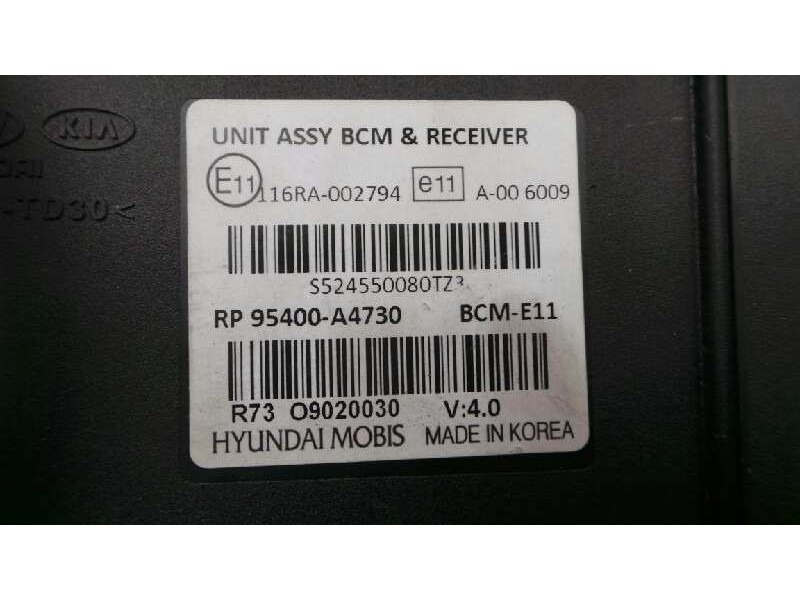 KIA
UNIT ASSY BCM & RECEIVER
E11 116RA-002794 e11 A-00 6009
S524550080TZ3
RP 95400-A4730 BCM-E11
R73 O9020030 V:4.0
HYUNDAI MOBIS MADE IN KOREA
-TD30<